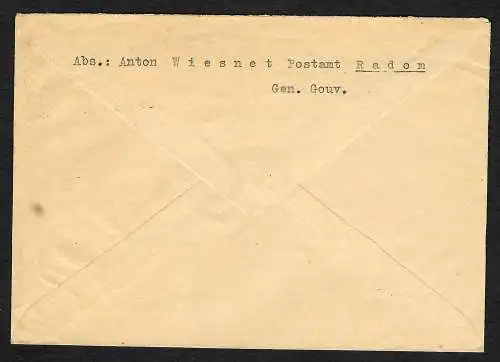 Abs.: Anton W i e s n e t Postamt R a d o m
Gen. Gouv.